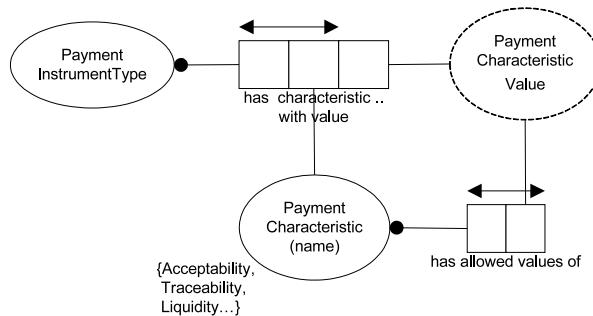 Payment
InstrumentType
Payment
Characteristic
Value
has characteristic ..
with value
Payment
Characteristic
(name)
has allowed values of
{Acceptability,
Traceability,
Liquidity...}